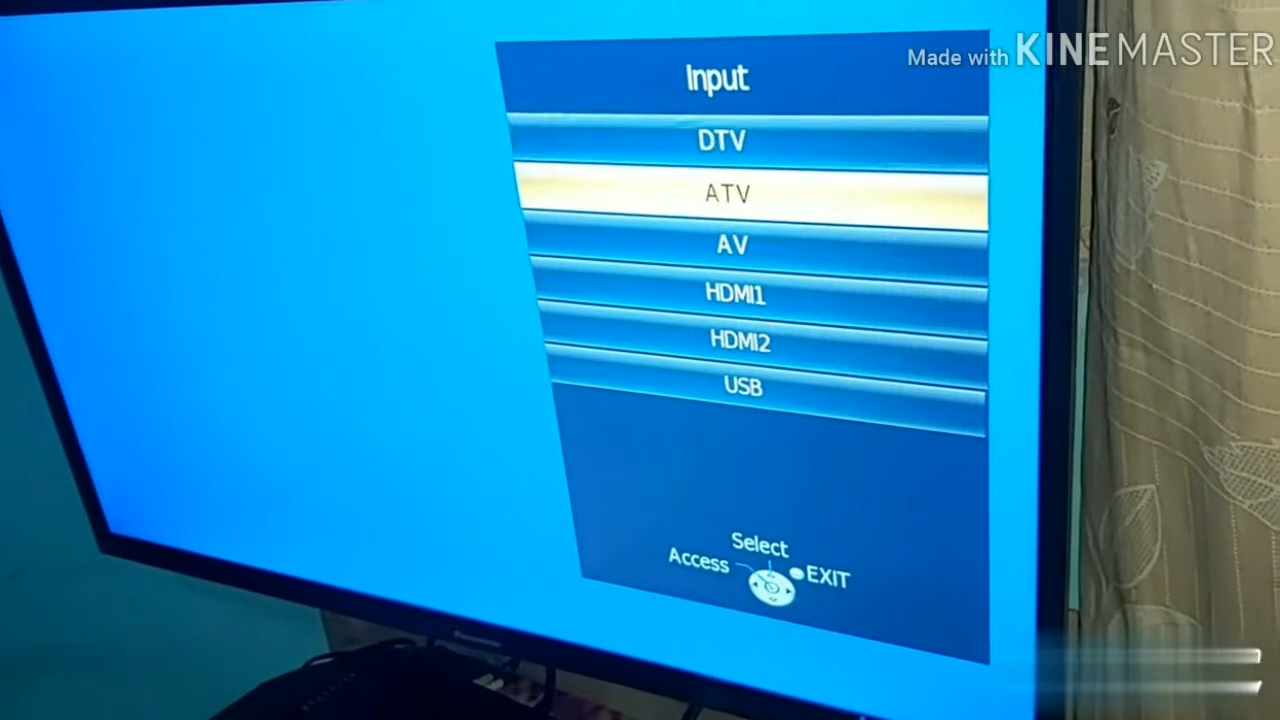 Made with KINEMASTER
Input
DTV
ATV
AV
HDMI1
HDMI2
USB
Select
Access
EXIT